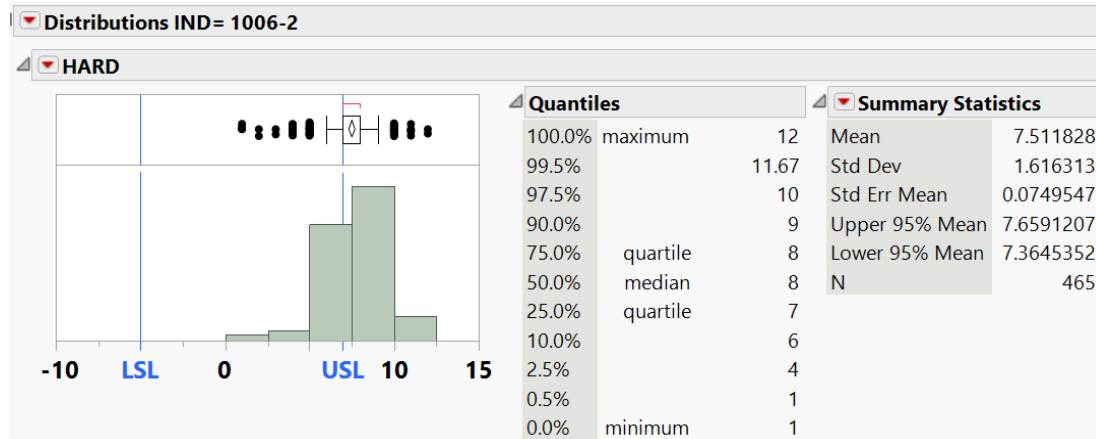 Distributions IND= 1006-2
HARD
-10 LSL 0 USL 10 15
Quantiles
100.0% maximum 12
99.5% 11.67
97.5% 10
90.0% 9
75.0% quartile 8
50.0% median 8
25.0% quartile 7
10.0% 6
2.5% 4
0.5% 1
0.0% minimum 1
Summary Statistics
Mean 7.511828
Std Dev 1.616313
Std Err Mean 0.0749547
Upper 95% Mean 7.6591207
Lower 95% Mean 7.3645352
N 465